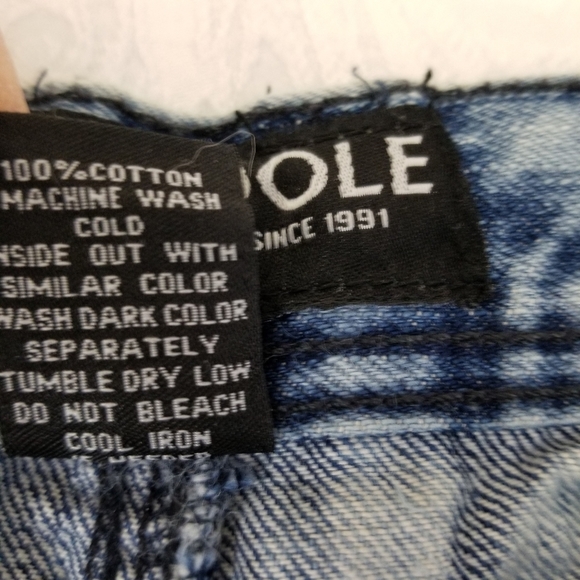 100%COTTON
MACHINE WASH
COLD
NSIDE OUT WITH
SIMILAR COLOR
WASH DARK COLOR
SEPARATELY
TUMBLE DRY LOW
DO NOT BLEACH
COOL IRON
OLE
SINCE 1991